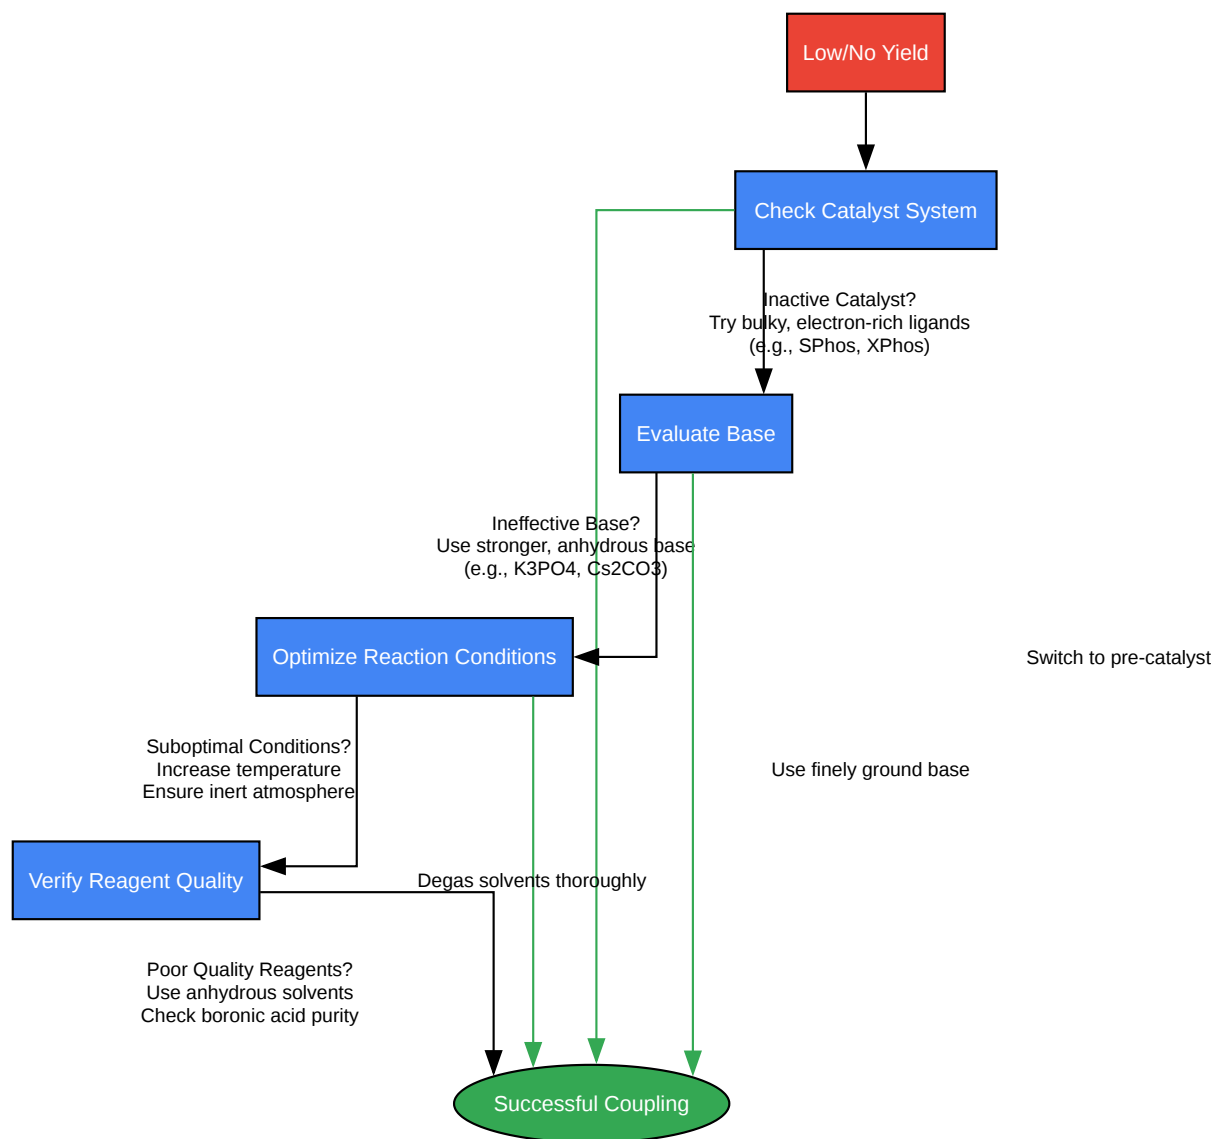 Low/No Yield
Check Catalyst System
Inactive Catalyst?
Try bulky, electron-rich ligands
(e.g., SPhos, XPhos)
Evaluate Base
Ineffective Base?
Use stronger, anhydrous base
(e.g., K3PO4, Cs2CO3)
Optimize Reaction Conditions
Switch to pre-catalyst
Suboptimal Conditions?
Increase temperature
Ensure inert atmosphere
Use finely ground base
Verify Reagent Quality
Degas solvents thoroughly
Poor Quality Reagents?
Use anhydrous solvents
Check boronic acid purity
Successful Coupling